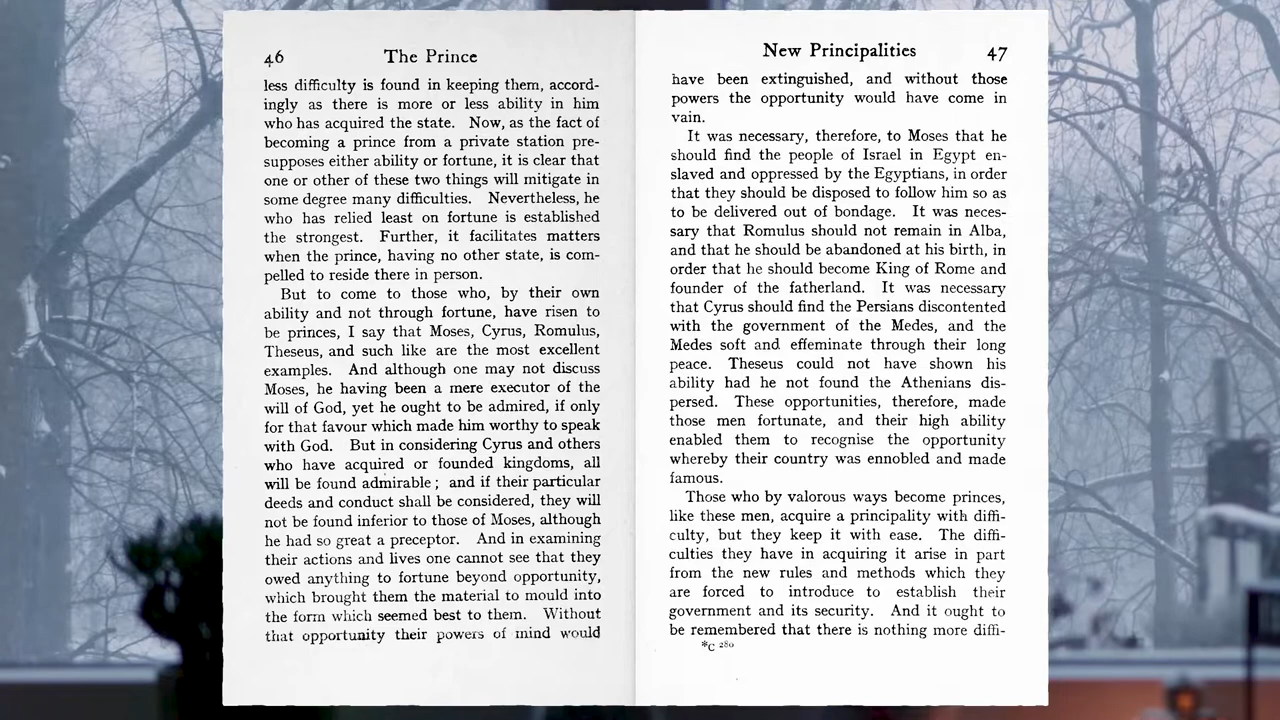 46 The Prince
less difficulty is found in keeping them, accord-
ingly as there is more or less ability in him
who has acquired the state. Now, as the fact of
becoming a prince from a private station pre-
supposes either ability or fortune, it is clear that
one or other of these two things will mitigate in
some degree many difficulties. Nevertheless, he
who has relied least on fortune is established
the strongest. Further, it facilitates matters
when the prince, having no other state, is com-
pelled to reside there in person.
But to come to those who, by their own
ability and not through fortune, have risen to
be princes, I say that Moses, Cyrus, Romulus,
Theseus, and such like are the most excellent
examples. And although one may not discuss
Moses, he having been a mere executor of the
will of God, yet he ought to be admired, if only
for that favour which made him worthy to speak
with God. But in considering Cyrus and others
who have acquired or founded kingdoms, all
will be found admirable ; and if their particular
deeds and conduct shall be considered, they will
not be found inferior to those of Moses, although
he had so great a preceptor. And in examining
their actions and lives one cannot see that they
owed anything to fortune beyond opportunity,
which brought them the material to mould into
the form which seemed best to them. Without
that opportunity their powers of mind would
New Principalities 47
have been extinguished, and without those
powers the opportunity would have come in
vain.
It was necessary, therefore, to Moses that he
should find the people of Israel in Egypt en-
slaved and oppressed by the Egyptians, in order
that they should be disposed to follow him so as
to be delivered out of bondage. It was neces-
sary that Romulus should not remain in Alba,
and that he should be abandoned at his birth, in
order that he should become King of Rome and
founder of the fatherland. It was necessary
that Cyrus should find the Persians discontented
with the government of the Medes, and the
Medes soft and effeminate through their long
peace. Theseus could not have shown his
ability had he not found the Athenians dis-
persed. These opportunities, therefore, made
those men fortunate, and their high ability
enabled them to recognise the opportunity
whereby their country was ennobled and made
famous.
Those who by valorous ways become princes,
like these men, acquire a principality with diffi-
culty, but they keep it with ease. The diffi-
culties they have in acquiring it arise in part
from the new rules and methods which they
are forced to introduce to establish their
government and its security. And it ought to
be remembered that there is nothing more diffi-
*C 280